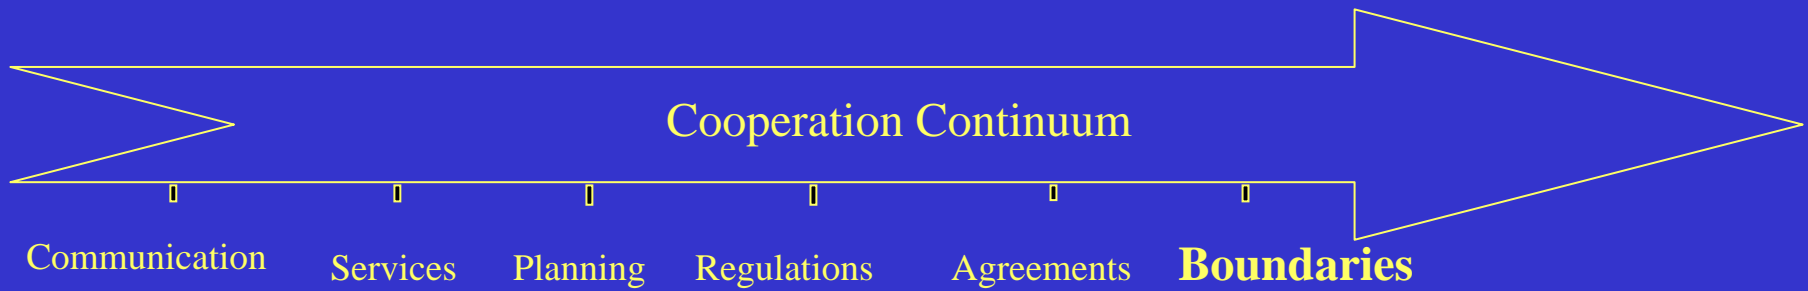 Cooperation Continuum
Communication Services Planning Regulations Agreements Boundaries